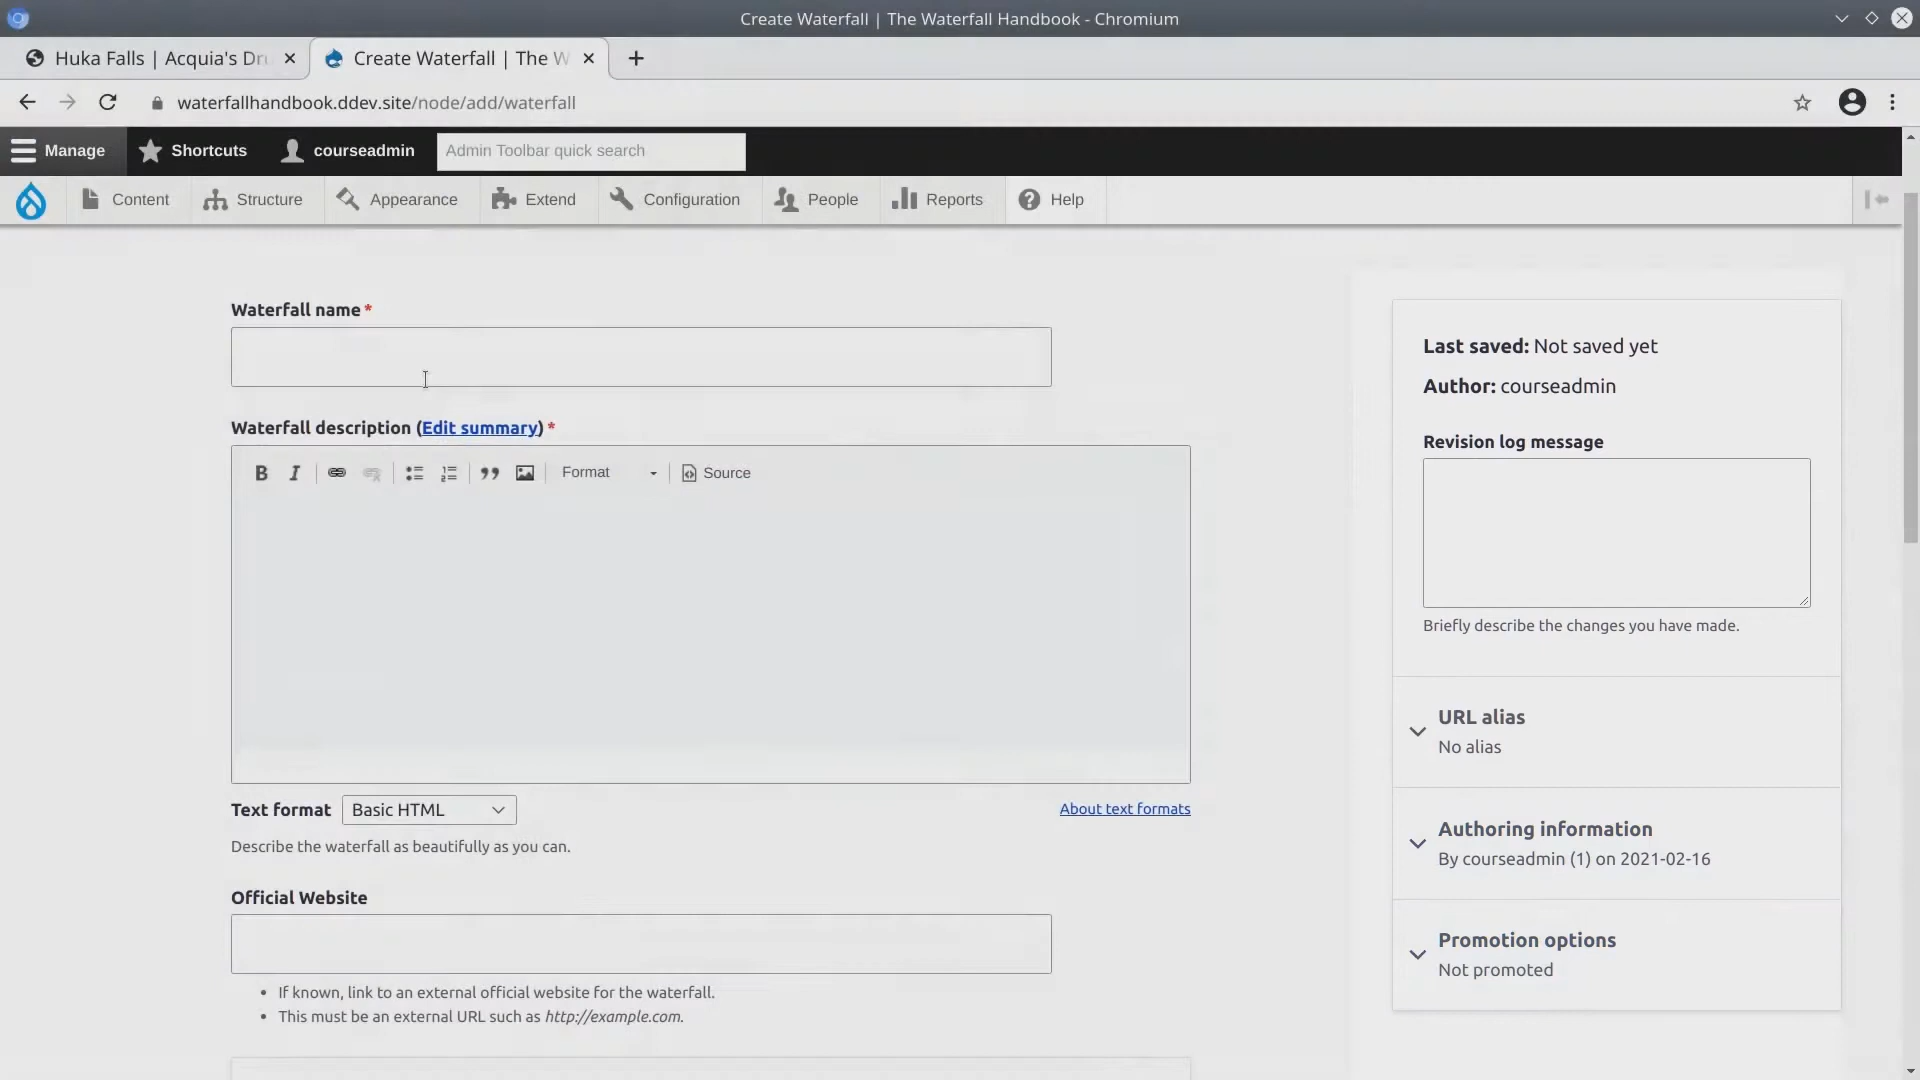 Create Waterfall | The Waterfall Handbook - Chromium
Huka Falls | Acquia's Dru
Create Waterfall | The W
waterfallhandbook.ddev.site/node/add/waterfall
Manage Shortcuts courseadmin Admin Toolbar quick search
Content Structure Appearance Extend Configuration People Reports Help
Waterfall name *
Waterfall description (Edit summary) *
B I Format Source
Text format Basic HTML About text formats
Describe the waterfall as beautifully as you can.
Official Website
• If known, link to an external official website for the waterfall.
• This must be an external URL such as http://example.com.
Last saved: Not saved yet
Author: courseadmin
Revision log message
Briefly describe the changes you have made.
URL alias
No alias
Authoring information
By courseadmin (1) on 2021-02-16
Promotion options
Not promoted